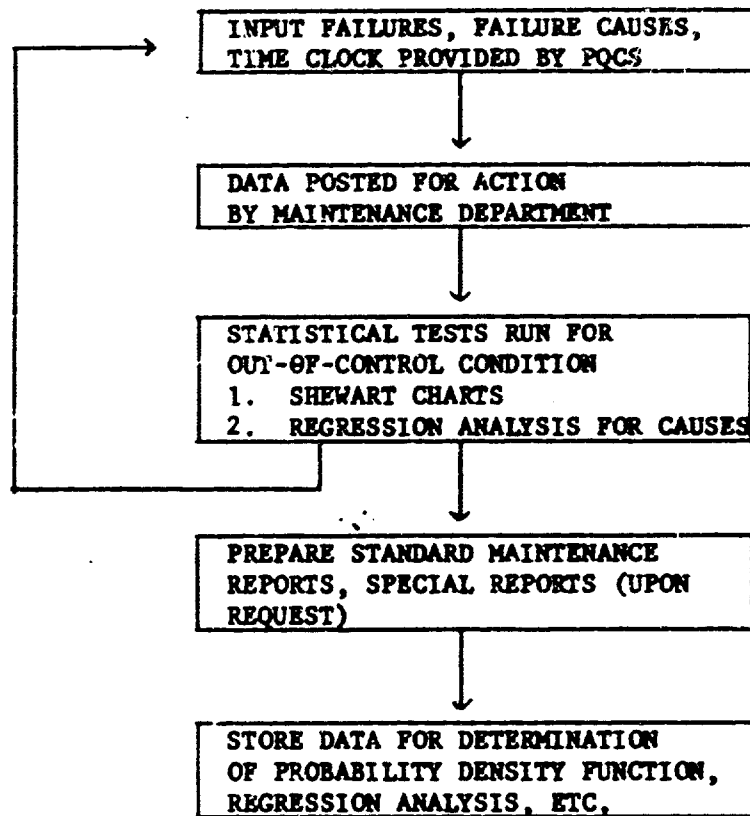 INPUT FAILURES, FAILURE CAUSES,
TIME CLOCK PROVIDED BY PQCS
DATA POSTED FOR ACTION
BY MAINTENANCE DEPARTMENT
STATISTICAL TESTS RUN FOR
OUT-OF-CONTROL CONDITION
1. SHEWART CHARTS
2. REGRESSION ANALYSIS FOR CAUSES
PREPARE STANDARD MAINTENANCE
REPORTS, SPECIAL REPORTS (UPON
REQUEST)
STORE DATA FOR DETERMINATION
OF PROBABILITY DENSITY FUNCTION,
REGRESSION ANALYSIS, ETC.